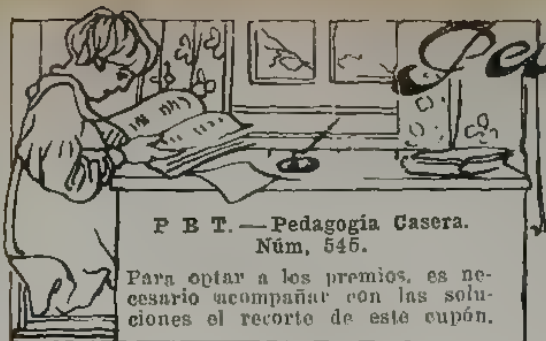 P B T.—Pedagogía Casera.
Núm, 545.
Para optar a los premios, es ne-
cesario acompañar con las solu-
ciones el recorte de este cupón.